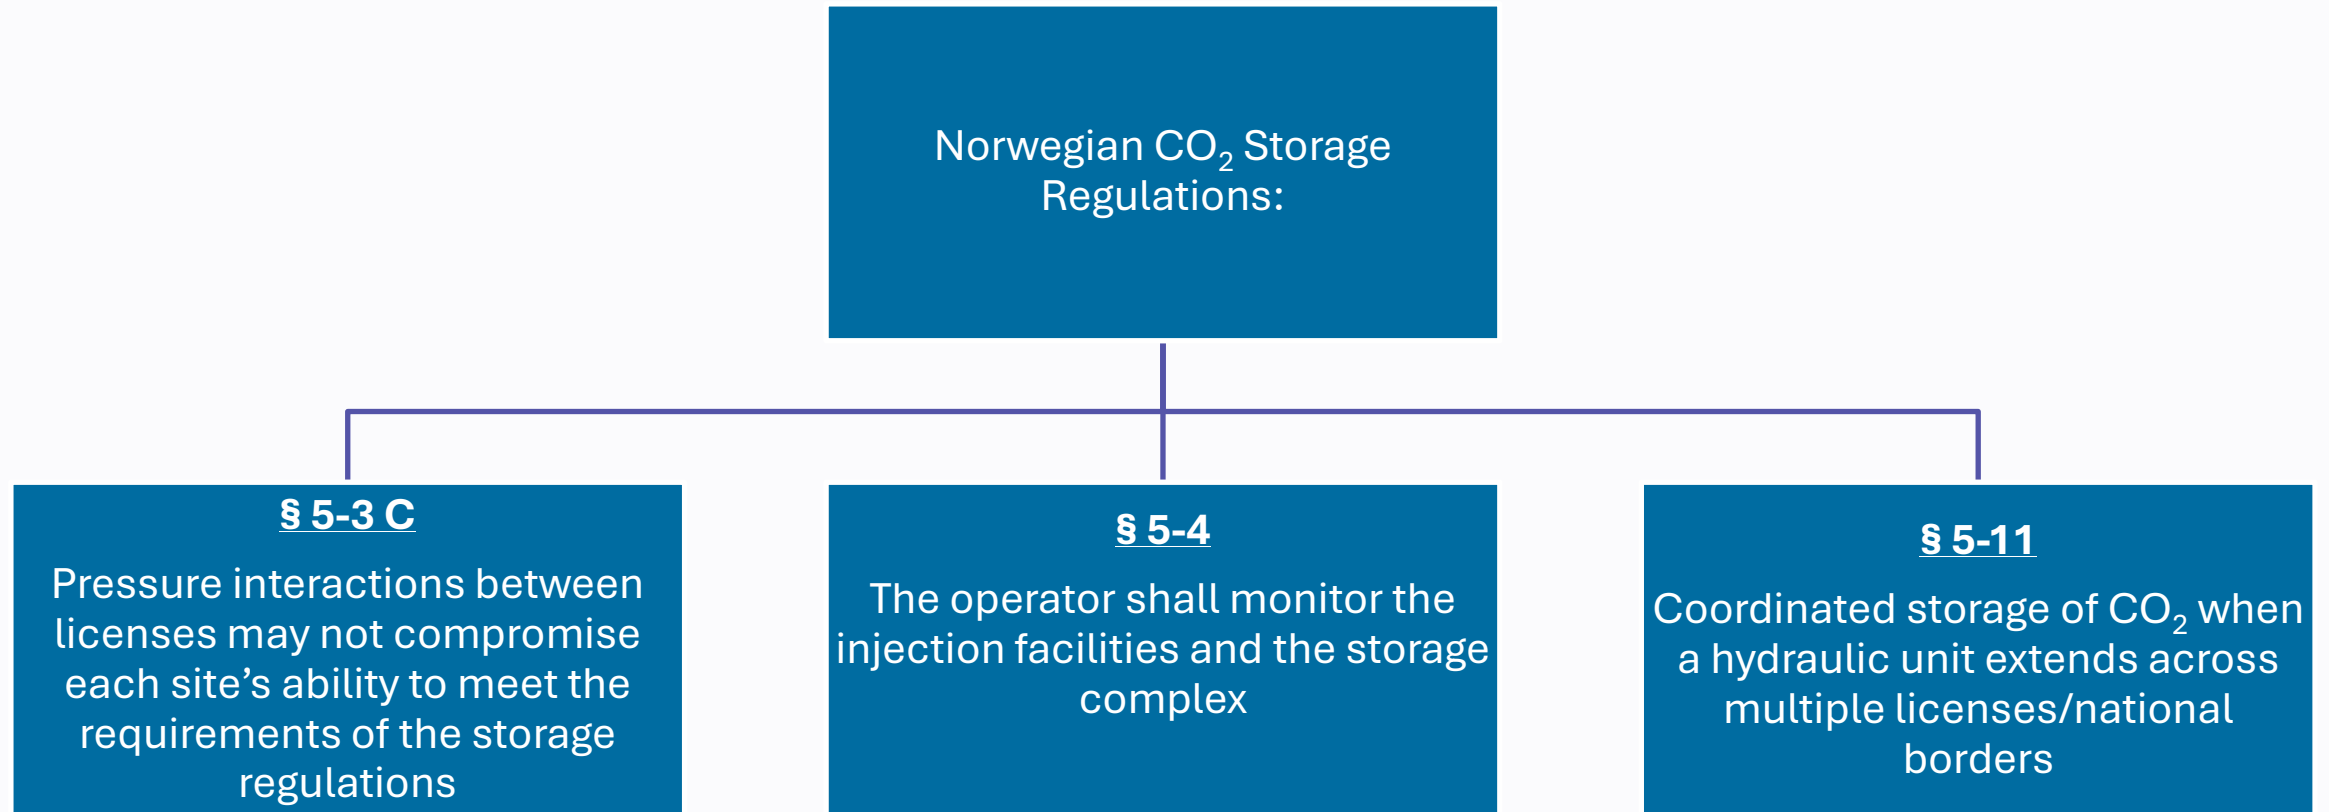 Norwegian CO₂ Storage
Regulations:
§ 5-3 C
Pressure interactions between
licenses may not compromise
each site’s ability to meet the
requirements of the storage
regulations
§ 5-4
The operator shall monitor the
injection facilities and the storage
complex
§ 5-11
Coordinated storage of CO₂ when
a hydraulic unit extends across
multiple licenses/national
borders